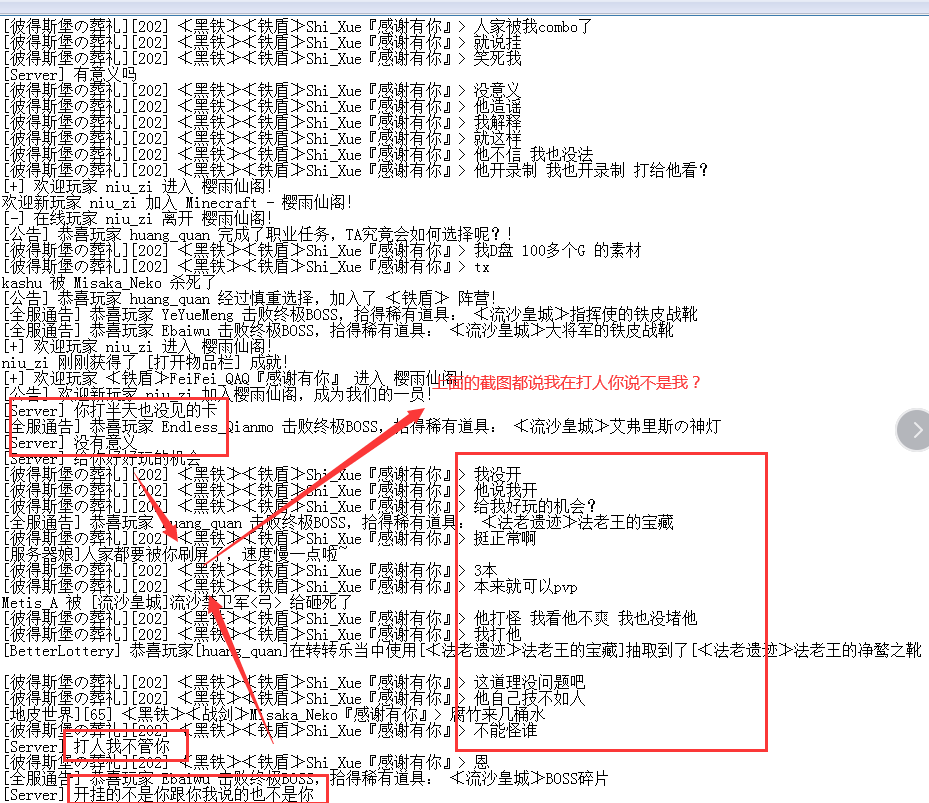 [彼得斯堡の葬礼][202] ≮黑铁≯≮铁盾≯Shi_Xue『感谢有你』> 人家被我combo了
[彼得斯堡の葬礼][202] ≮黑铁≯≮铁盾≯Shi_Xue『感谢有你』> 就说挂
[彼得斯堡の葬礼][202] ≮黑铁≯≮铁盾≯Shi_Xue『感谢有你』> 笑死我
[Server] 有意义吗
[彼得斯堡の葬礼][202] ≮黑铁≯≮铁盾≯Shi_Xue『感谢有你』> 没意义
[彼得斯堡の葬礼][202] ≮黑铁≯≮铁盾≯Shi_Xue『感谢有你』> 他造谣
[彼得斯堡の葬礼][202] ≮黑铁≯≮铁盾≯Shi_Xue『感谢有你』> 我解释
[彼得斯堡の葬礼][202] ≮黑铁≯≮铁盾≯Shi_Xue『感谢有你』> 就这样
[彼得斯堡の葬礼][202] ≮黑铁≯≮铁盾≯Shi_Xue『感谢有你』> 他不信 我也没法
[彼得斯堡の葬礼][202] ≮黑铁≯≮铁盾≯Shi_Xue『感谢有你』> 他开录制 我也开录制 打给他看?
[+] 欢迎玩家 niu_zi 进入 樱雨仙阁!
欢迎新玩家 niu_zi 加入 Minecraft - 樱雨仙阁!
[-] 在线玩家 niu_zi 离开 樱雨仙阁!
[公告] 恭喜玩家 huang_quan 完成了职业任务, TA究竟会如何选择呢?!
[彼得斯堡の葬礼][202] ≮黑铁≯≮铁盾≯Shi_Xue『感谢有你』> 我D盘 100多个G 的素材
[彼得斯堡の葬礼][202] ≮黑铁≯≮铁盾≯Shi_Xue『感谢有你』> tx
kashu 被 Misaka_Neko 杀死了
[公告] 恭喜玩家 huang_quan 经过慎重选择, 加入了 ≮铁盾≯ 阵营!
[全服通告] 恭喜玩家 YeYueMeng 击败终极BOSS, 拾得稀有道具: ≮流沙皇城≯指挥使的铁皮战靴
[全服通告] 恭喜玩家 Ebaiwu 击败终极BOSS, 拾得稀有道具: ≮流沙皇城≯大将军的铁皮战靴
[+] 欢迎玩家 niu_zi 进入 樱雨仙阁!
niu_zi 刚刚获得了 [打开物品栏] 成就!
[+] 欢迎玩家 ≮铁盾≯FeiFei_QAQ『感谢有你』 进入 樱雨仙阁!
上面的截图都说我在打人你说不是我？
[公告] 欢迎新玩家 niu_zi 加入樱雨仙阁, 成为我们的一员!
[Server] 你打半天也没见的卡
[全服通告] 恭喜玩家 Endless_Qianmo 击败终极BOSS, 拾得稀有道具: ≮流沙皇城≯艾弗里斯の神灯
[Server] 没有意义
[Server] 给你好好玩的机会
[彼得斯堡の葬礼][202] ≮黑铁≯≮铁盾≯Shi_Xue『感谢有你』> 我没开
[彼得斯堡の葬礼][202] ≮黑铁≯≮铁盾≯Shi_Xue『感谢有你』> 他说我开
[彼得斯堡の葬礼][202] ≮黑铁≯≮铁盾≯Shi_Xue『感谢有你』> 给我好玩的机会?
[全服通告] 恭喜玩家 huang_quan 击败终极BOSS, 拾得稀有道具: ≮法老遗迹≯法老王的宝藏
[彼得斯堡の葬礼][202] ≮黑铁≯≮铁盾≯Shi_Xue『感谢有你』> 挺正常啊
[服务器娘]人家都要被你刷屏了, 速度慢一点呃~
[彼得斯堡の葬礼][202] ≮黑铁≯≮铁盾≯Shi_Xue『感谢有你』> 3本
[彼得斯堡の葬礼][202] ≮黑铁≯≮铁盾≯Shi_Xue『感谢有你』> 本来就可以pvp
Metis_A 被 [流沙皇城]流沙禁卫军<弓> 给砸死了
[彼得斯堡の葬礼][202] ≮黑铁≯≮铁盾≯Shi_Xue『感谢有你』> 他打怪 我看他不爽 我也没堵他
[彼得斯堡の葬礼][202] ≮黑铁≯≮铁盾≯Shi_Xue『感谢有你』> 我打他
[BetterLottery] 恭喜玩家[huang_quan]在转转乐当中使用[≮法老遗迹≯法老王的宝藏]抽取到了[≮法老遗迹≯法老王的净鹫之靴
[彼得斯堡の葬礼][202] ≮黑铁≯≮铁盾≯Shi_Xue『感谢有你』> 这道理没问题吧
[彼得斯堡の葬礼][202] ≮黑铁≯≮铁盾≯Shi_Xue『感谢有你』> 他自己技不如人
[地皮世界][65] ≮黑铁≯≮战剑≯Misaka_Neko『感谢有你』> 腐竹来几桶水
[彼得斯堡の葬礼][202] ≮黑铁≯≮铁盾≯Shi_Xue『感谢有你』> 不能怪谁
[Server] 打人我不管你
[彼得斯堡の葬礼][202] ≮黑铁≯≮铁盾≯Shi_Xue『感谢有你』> 恩
[全服通告] 恭喜玩家 Ebaiwu 击败终极BOSS, 拾得稀有道具: ≮流沙皇城≯BOSS碎片
[Server] 开挂的不是你跟你我说的也不是你